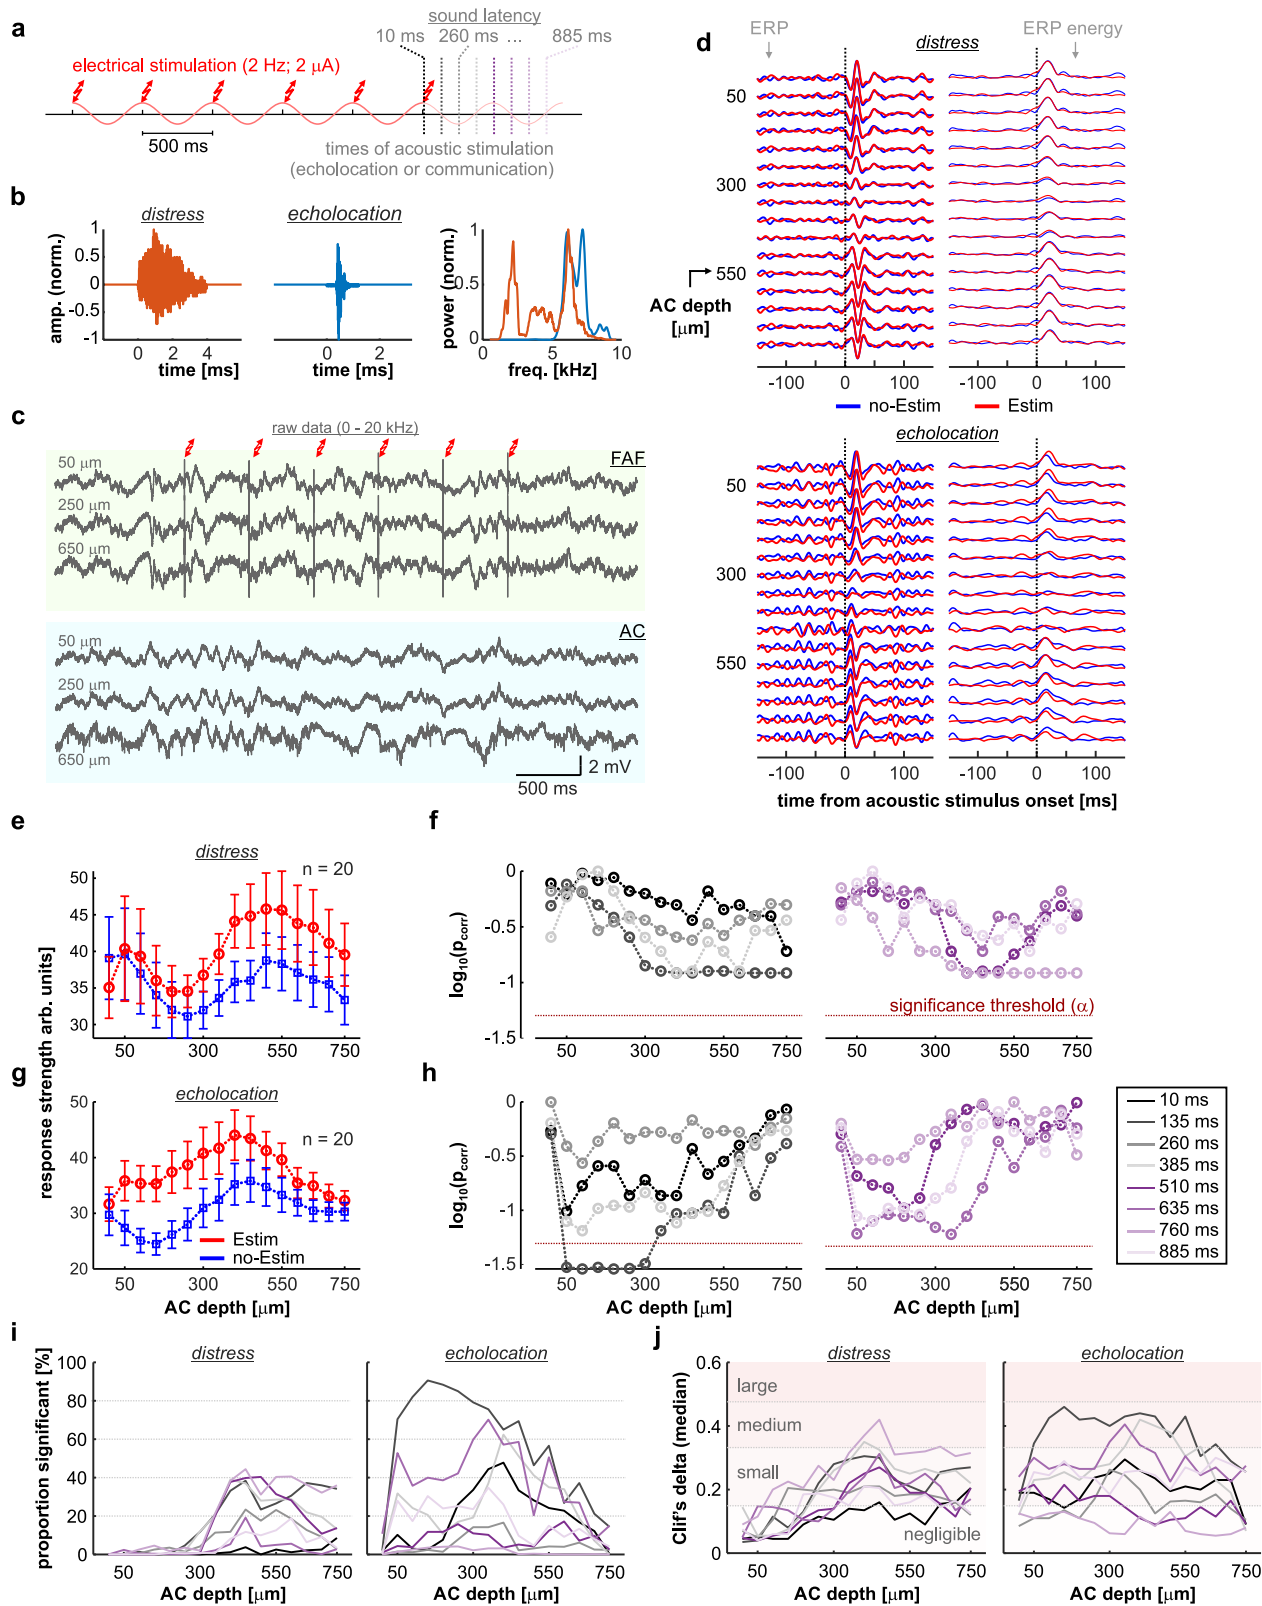 a
sound latency
10 ms 260 ms ... 885 ms
electrical stimulation (2 Hz; 2 µA)
500 ms
times of acoustic stimulation
(echolocation or communication)
b
distress
echolocation
amp. (norm.)
1
0.5
0
-0.5
-1
0 2 4
time [ms]
0 2
time [ms]
power (norm.)
1
0.5
0
0 5 10
freq. [kHz]
c
raw data (0 - 20 kHz)
FAF
50 µm
250 µm
650 µm
AC
50 µm
250 µm
650 µm
2 mV
500 ms
d
ERP
ERP energy
distress
50
300
550
AC depth
[µm]
-100 0 100
-100 0 100
no-Estim
Estim
echolocation
50
300
550
-100 0 100
-100 0 100
time from acoustic stimulus onset [ms]
e
distress
n = 20
response strength arb. units]
50
45
40
35
30
50 300 550 750
f
log10(pcorr)
-0
-0.5
-1
-1.5
significance threshold (α)
50 300 550 750
50 300 550 750
g
echolocation
n = 20
50
40
30
20
Estim
no-Estim
50 300 550 750
AC depth [µm]
h
log10(pcorr)
0
-0.5
-1
-1.5
50 300 550 750
AC depth [µm]
50 300 550 750
AC depth [µm]
10 ms
135 ms
260 ms
385 ms
510 ms
635 ms
760 ms
885 ms
i
distress
echolocation
proportion significant [%]
100
80
60
40
20
0
50 300 550 750
AC depth [µm]
50 300 550 750
AC depth [µm]
j
distress
echolocation
Clif's delta (median)
0.6
0.4
0.2
0
large
medium
small
negligible
50 300 550 750
AC depth [µm]
50 300 550 750
AC depth [µm]